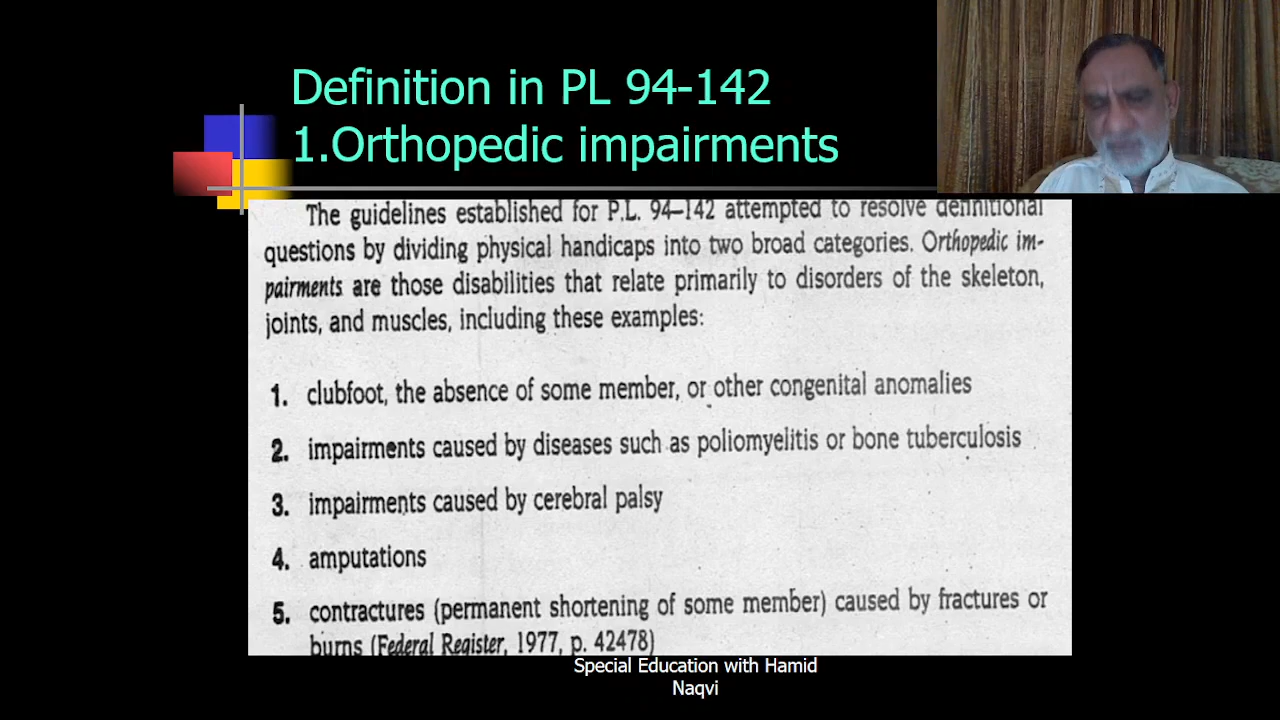 Definition in PL 94-142
1.Orthopedic impairments
The guidelines established for P.L. 94–142 attempted to resolve definitional
questions by dividing physical handicaps into two broad categories. Orthopedic im-
pairments are those disabilities that relate primarily to disorders of the skeleton,
joints, and muscles, including these examples:
1. clubfoot, the absence of some member, or other congenital anomalies
2. impairments caused by diseases such as poliomyelitis or bone tuberculosis
3. impairments caused by cerebral palsy
4. amputations
5. contractures (permanent shortening of some member) caused by fractures or
burns (Federal Register, 1977, p. 42478)
Special Education with Hamid
Naqvi